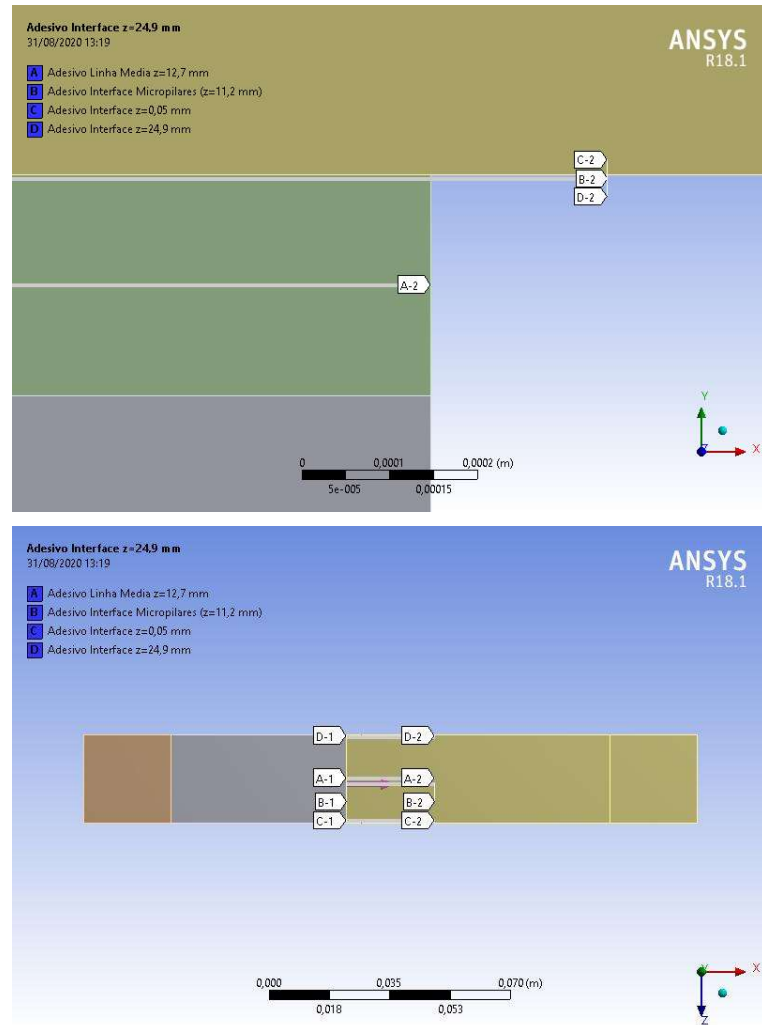 Adesivo Interface z=24,9 mm
31/08/2020 13:19
A Adesivo Linha Media z=12,7 mm
B Adesivo Interface Micropilares (z=11,2 mm)
C Adesivo Interface z=0,05 mm
D Adesivo Interface z=24,9 mm
ANSYS
R18.1
C-2
B-2
D-2
A-2
Y
X
Z
0 0,0001 0,0002 (m)
5e-005 0,00015
Adesivo Interface z=24,9 mm
31/08/2020 13:19
A Adesivo Linha Media z=12,7 mm
B Adesivo Interface Micropilares (z=11,2 mm)
C Adesivo Interface z=0,05 mm
D Adesivo Interface z=24,9 mm
ANSYS
R18.1
D-1 D-2
A-1 A-2
B-1 B-2
C-1 C-2
0,000 0,035 0,070 (m)
0,018 0,053
Y X
Z